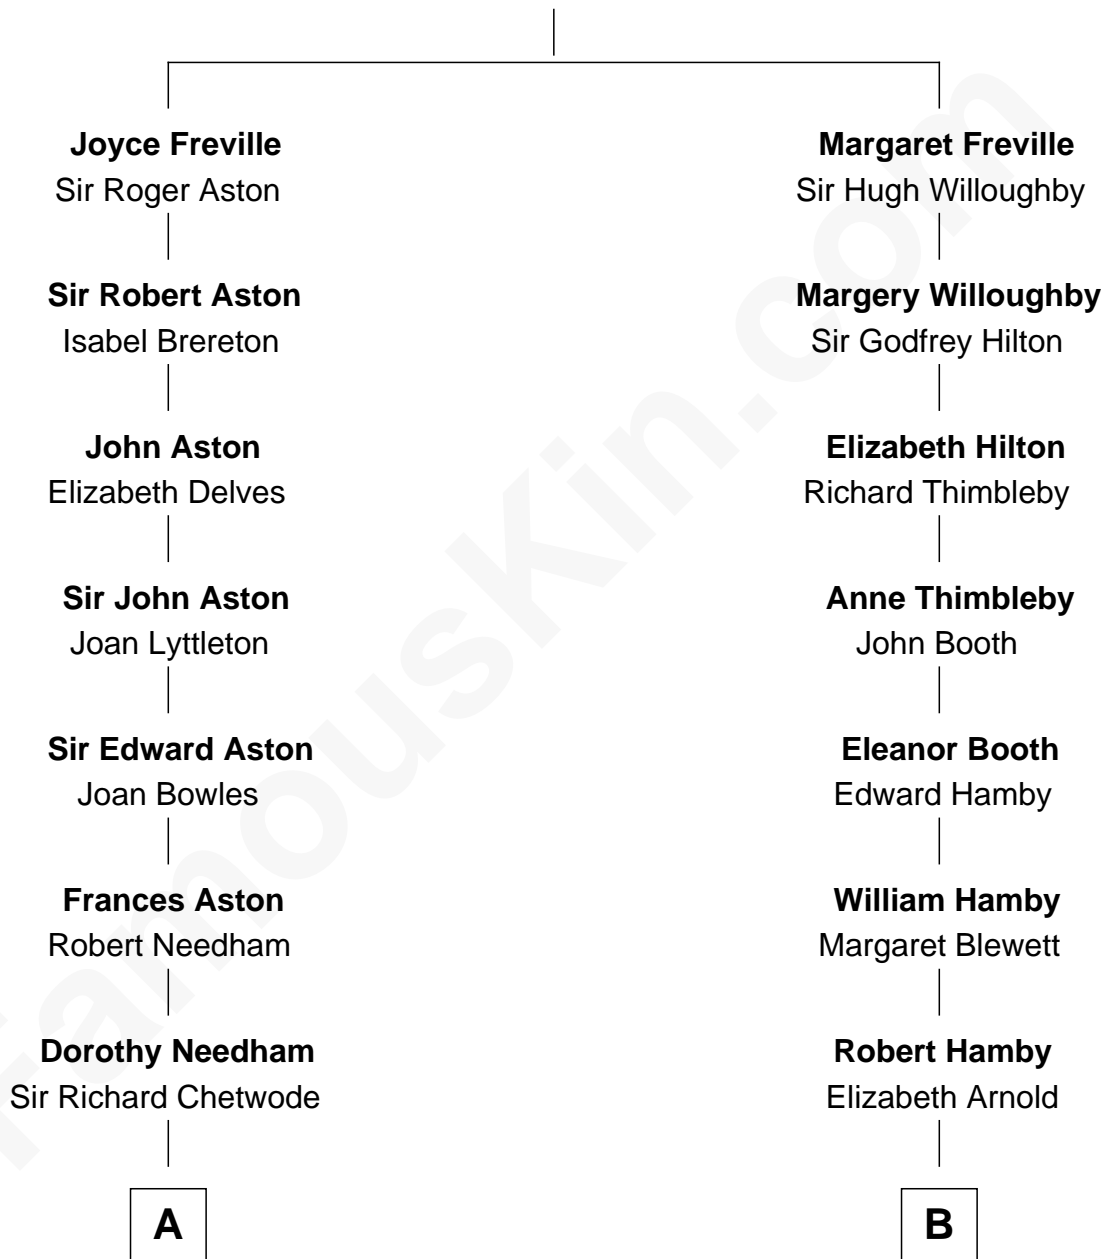 Joyce Freville
Sir Roger Aston
Sir Robert Aston
Isabel Brereton
John Aston
Elizabeth Delves
Sir John Aston
Joan Lyttleton
Sir Edward Aston
Joan Bowles
Frances Aston
Robert Needham
Dorothy Needham
Sir Richard Chetwode
A
Margaret Freville
Sir Hugh Willoughby
Margery Willoughby
Sir Godfrey Hilton
Elizabeth Hilton
Richard Thimbleby
Anne Thimbleby
John Booth
Eleanor Booth
Edward Hamby
William Hamby
Margaret Blewett
Robert Hamby
Elizabeth Arnold
B
FamousKin.com